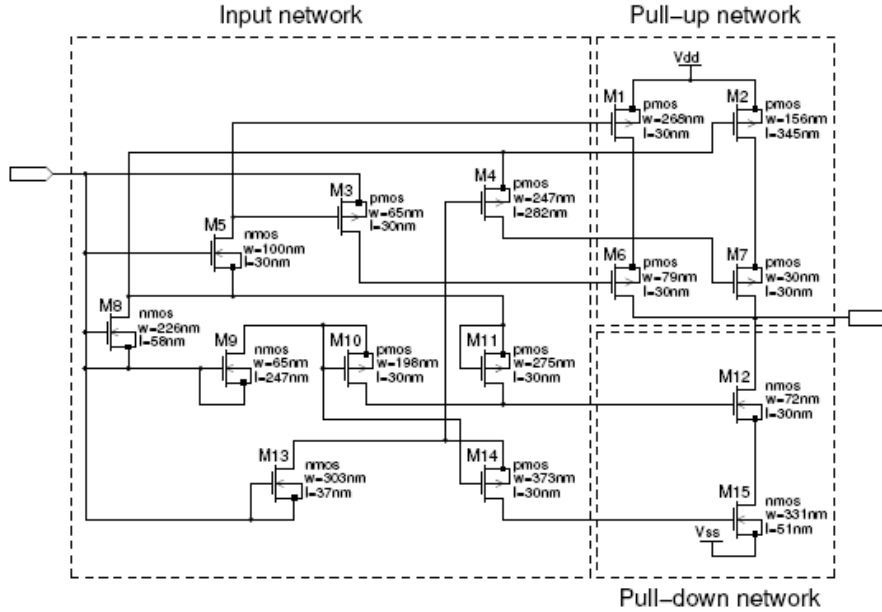 Input network
Pull-up network
Vdd
M1
pmos
w=268nm
l=30nm
M2
pmos
w=156nm
l=345nm
M3
pmos
w=65nm
l=30nm
M4
pmos
w=247nm
l=282nm
M5
nmos
w=100nm
l=30nm
M6
pmos
w=79nm
l=30nm
M7
pmos
w=30nm
l=30nm
M8
nmos
w=226nm
l=58nm
M9
nmos
w=65nm
l=247nm
M10
pmos
w=198nm
l=30nm
M11
pmos
w=275nm
l=30nm
M12
nmos
w=72nm
l=30nm
M13
nmos
w=303nm
l=37nm
M14
pmos
w=373nm
l=30nm
M15
nmos
w=331nm
l=51nm
Vss
Pull-down network